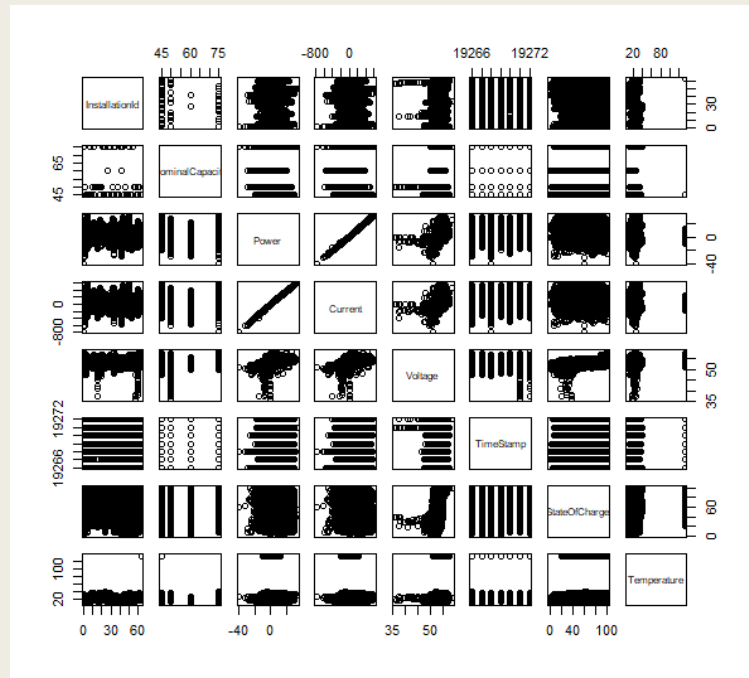 45 60 75 -800 0 19266 19272 20 80
InstallationId 0 30
45 65 ominalCapacit
Power -40 0
-800 0 Current
Voltage 35 50
19266 19272 TimeStamp
StateOfCharge 0 60
20 100 Temperature
0 30 60 -40 0 35 50 0 40 100